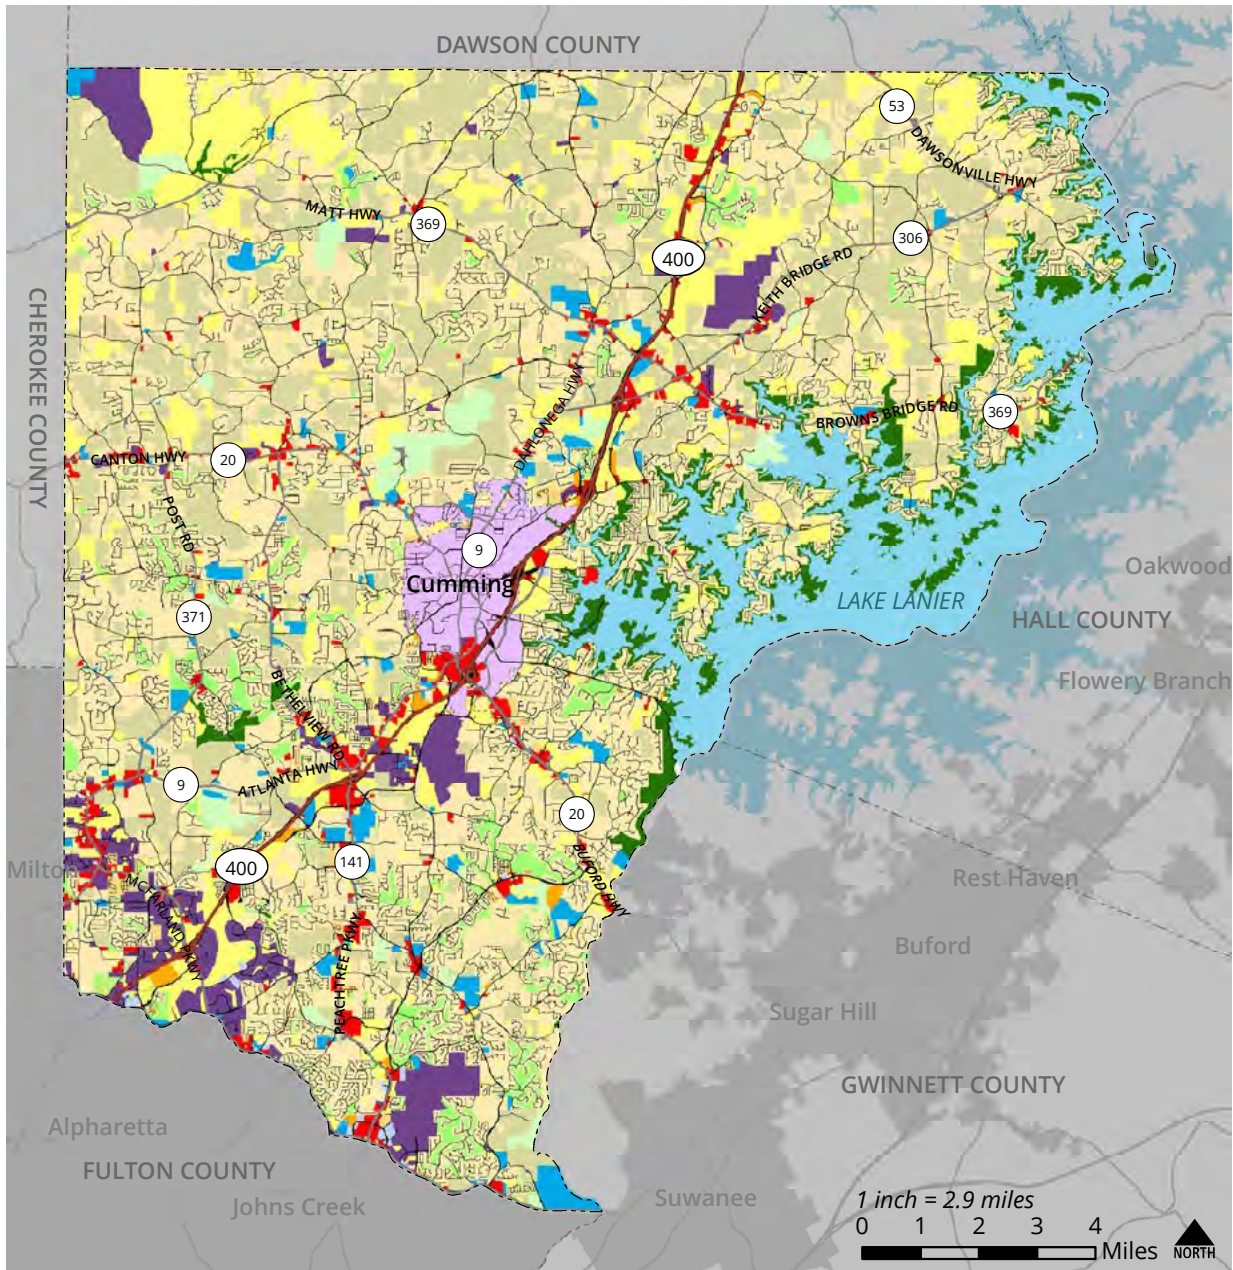 DAWSON COUNTY
53
DAWSONVILLE HWY
MATT HWY
369
306
400
KEITH BRIDGE RD
CHEROKEE COUNTY
DAHLONEGA HWY
BROWNS BRIDGE RD
369
CANTON HWY
20
POST RD
9
Cumming
Oakwood
LAKE LANIER
HALL COUNTY
371
Flowery Branch
BETHELVIEW RD
ATLANTA HWY
9
20
400
141
BUFORD HWY
Milton
MCFARLAND PKWY
Rest Haven
PEACHTREE PKWY
Buford
Sugar Hill
GWINNETT COUNTY
Alpharetta
FULTON COUNTY
Johns Creek
Suwanee
1 inch = 2.9 miles
0 1 2 3 4
Miles
NORTH